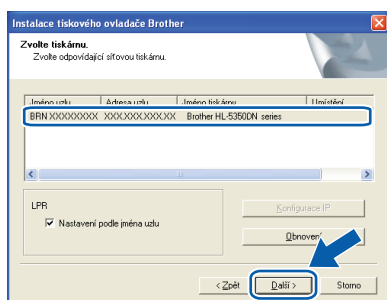 Instalace tiskového ovladače Brother
Zvolte tiskárnu.
Zvolte odpovídající síťovou tiskárnu.
Jméno uzlu Adresa uzlu Jméno tiskárny Umístění
BRN XXXXXXXXX XXX.XXX.XXX.XX Brother HL-5350DN series
LPR
Nastavení podle jména uzlu
Konfigurace IP
Obnovení
< Zpět Další > Storno